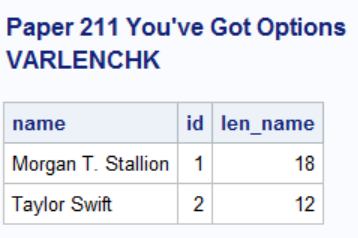 Paper 211 You've Got Options
VARLENCHK
name id len_name
Morgan T. Stallion 1 18
Taylor Swift 2 12